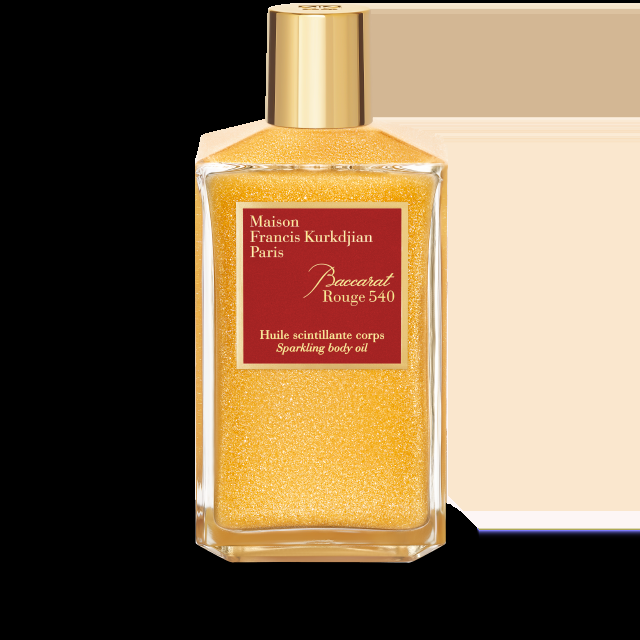 Maison
Francis Kurkdjian
Paris
Baccarat
Rouge 540
Huile scintillante corps
Sparkling body oil